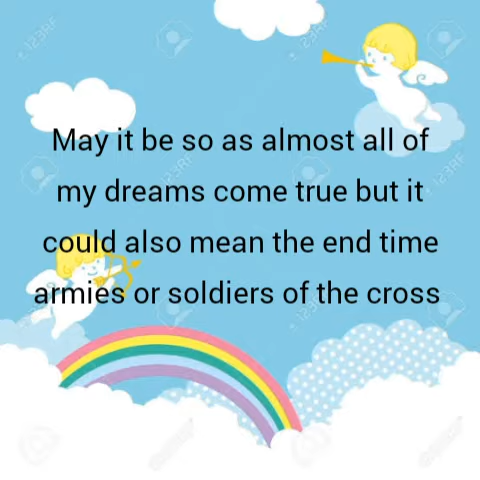 May it be so as almost all of
my dreams come true but it
could also mean the end time
armies or soldiers of the cross